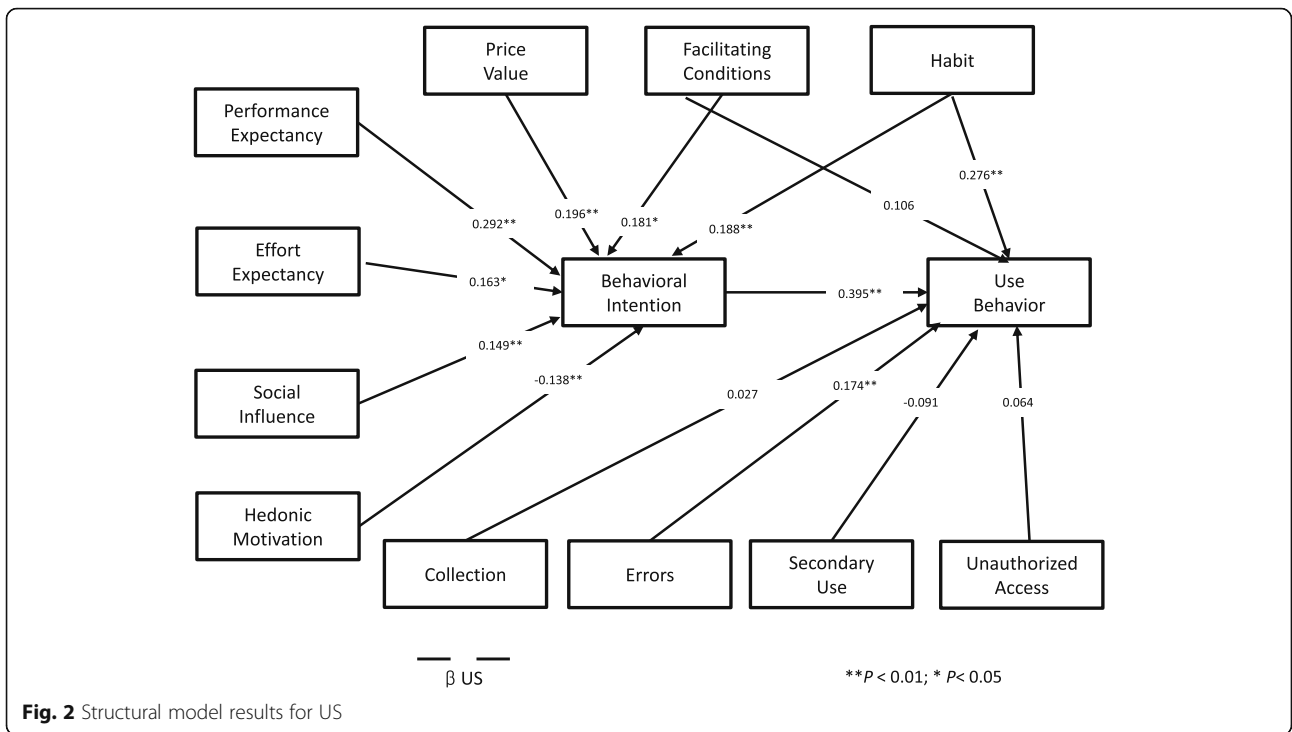 Price
Value
Facilitating
Conditions
Habit
Performance
Expectancy
0.276**
0.106
0.196**
0.181*
0.292**
0.188**
Effort
Expectancy
0.163*
Behavioral
Intention
0.395**
Use
Behavior
0.149**
-0.138**
0.027
0.174**
-0.091
0.064
Social
Influence
Hedonic
Motivation
Collection
Errors
Secondary
Use
Unauthorized
Access
β US
**P < 0.01; * P< 0.05
Fig. 2 Structural model results for US